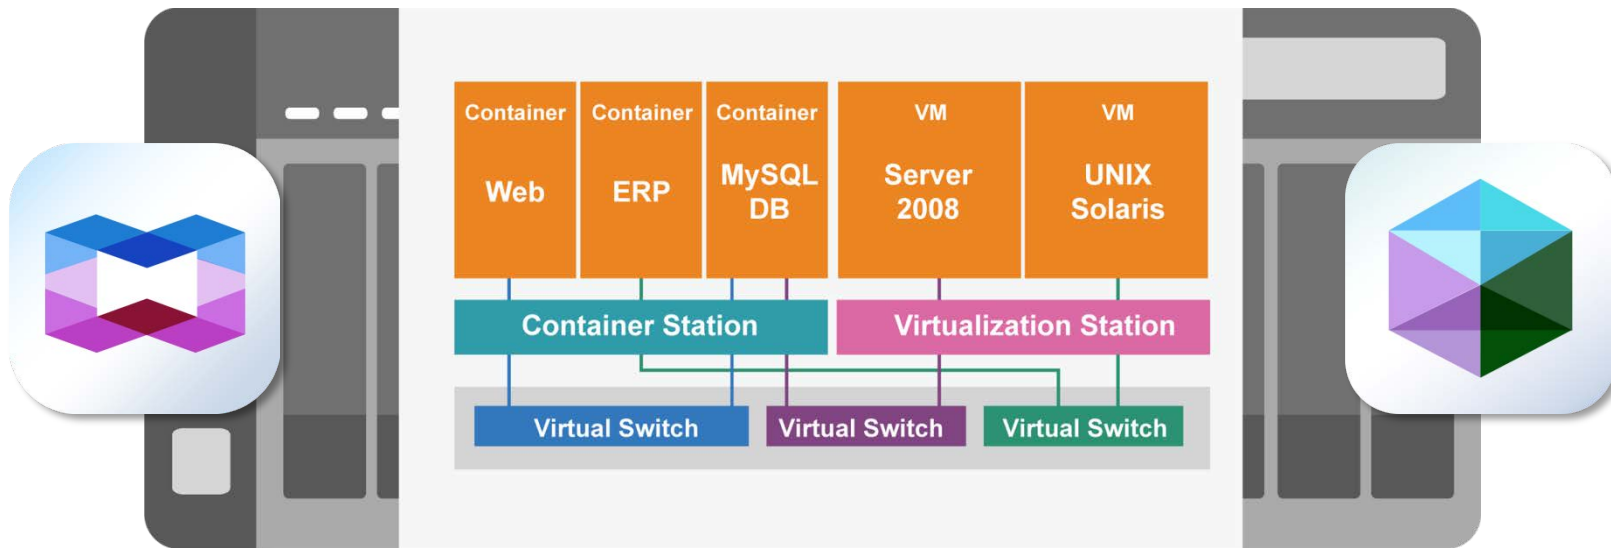 Container
Web
Container
ERP
Container
MySQL
DB
VM
Server
2008
VM
UNIX
Solaris
Container Station
Virtualization Station
Virtual Switch
Virtual Switch
Virtual Switch